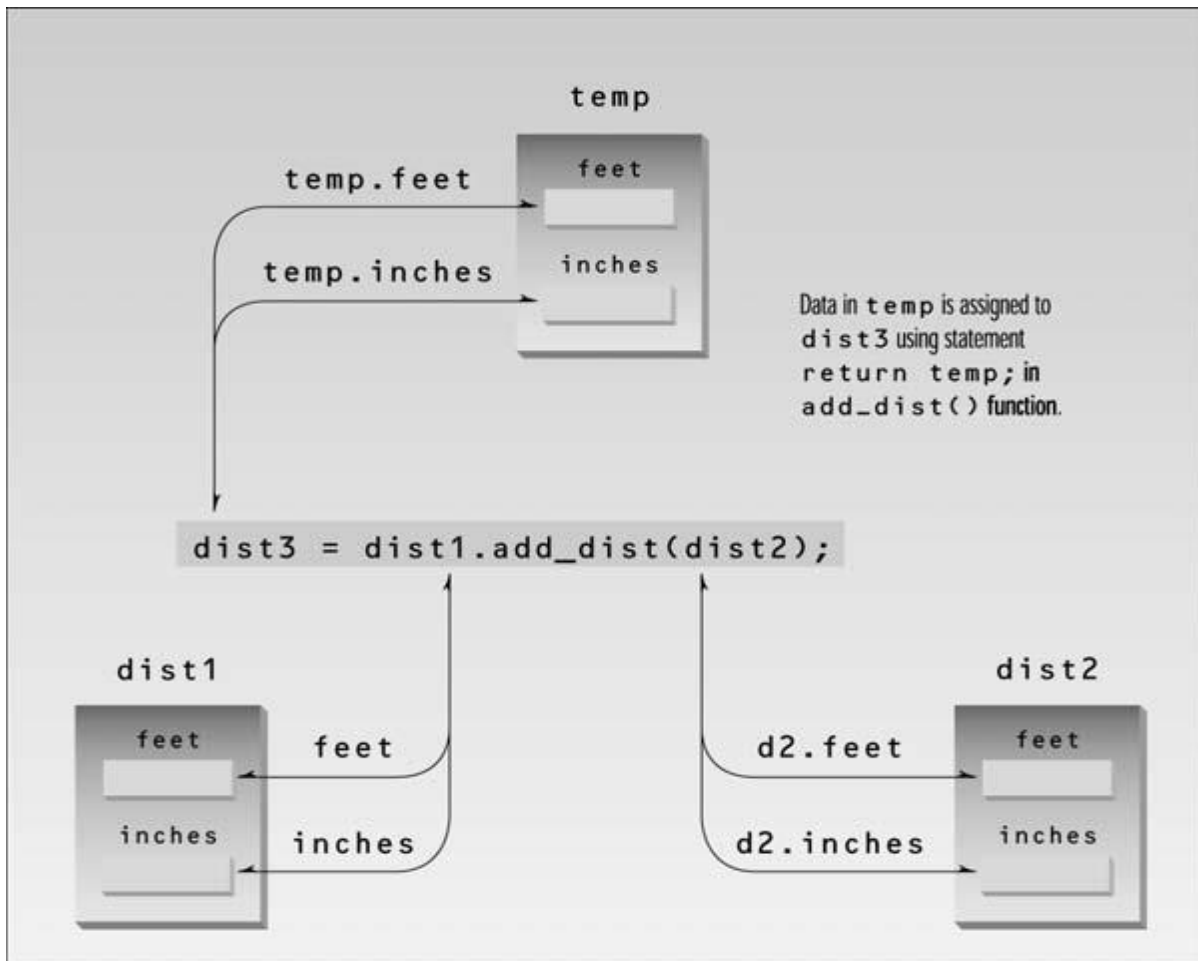 temp
feet
temp.feet
inches
temp.inches
Data in temp is assigned to
dist3 using statement
return temp; in
add_dist() function.
dist3 = dist1.add_dist(dist2);
dist1
feet
feet
inches
inches
dist2
d2.feet
feet
d2.inches
inches